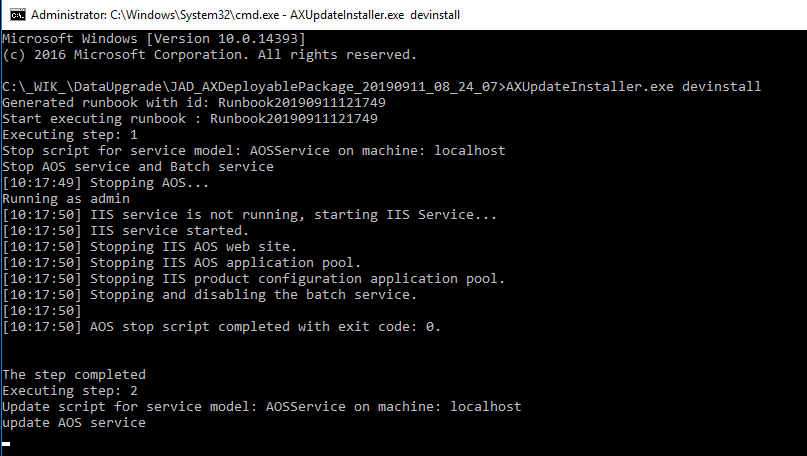 Administrator: C:\Windows\System32\cmd.exe - AXUpdateInstaller.exe  devinstall
Microsoft Windows [Version 10.0.14393]
(c) 2016 Microsoft Corporation. All rights reserved.
C:\_WIK_\DataUpgrade\JAD_AXDeployablePackage_20190911_08_24_07>AXUpdateInstaller.exe devinstall
Generated runbook with id: Runbook20190911121749
Start executing runbook : Runbook20190911121749
Executing step: 1
Stop script for service model: AOSService on machine: localhost
Stop AOS service and Batch service
[10:17:49] Stopping AOS...
Running as admin
[10:17:50] IIS service is not running, starting IIS Service...
[10:17:50] IIS service started.
[10:17:50] Stopping IIS AOS web site.
[10:17:50] Stopping IIS AOS application pool.
[10:17:50] Stopping IIS product configuration application pool.
[10:17:50] Stopping and disabling the batch service.
[10:17:50]
[10:17:50] AOS stop script completed with exit code: 0.
The step completed
Executing step: 2
Update script for service model: AOSService on machine: localhost
update AOS service